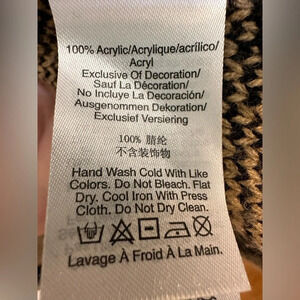 100% Acrylic/Acrylique/acrílico/
Acryl
Exclusive Of Decoration/
Sauf La Décoration/
No Incluye La Decoración/
Ausgenommen Dekoration/
Exclusief Versiering
100% 腈纶
不含装饰物
Hand Wash Cold With Like
Colors. Do Not Bleach. Flat
Dry. Cool Iron With Press
Cloth. Do Not Dry Clean.
Lavage À Froid À La Main.